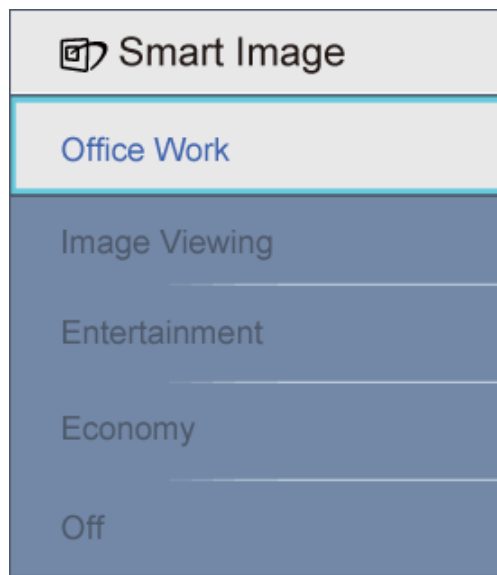 Smart Image
Office Work
Image Viewing
Entertainment
Economy
Off